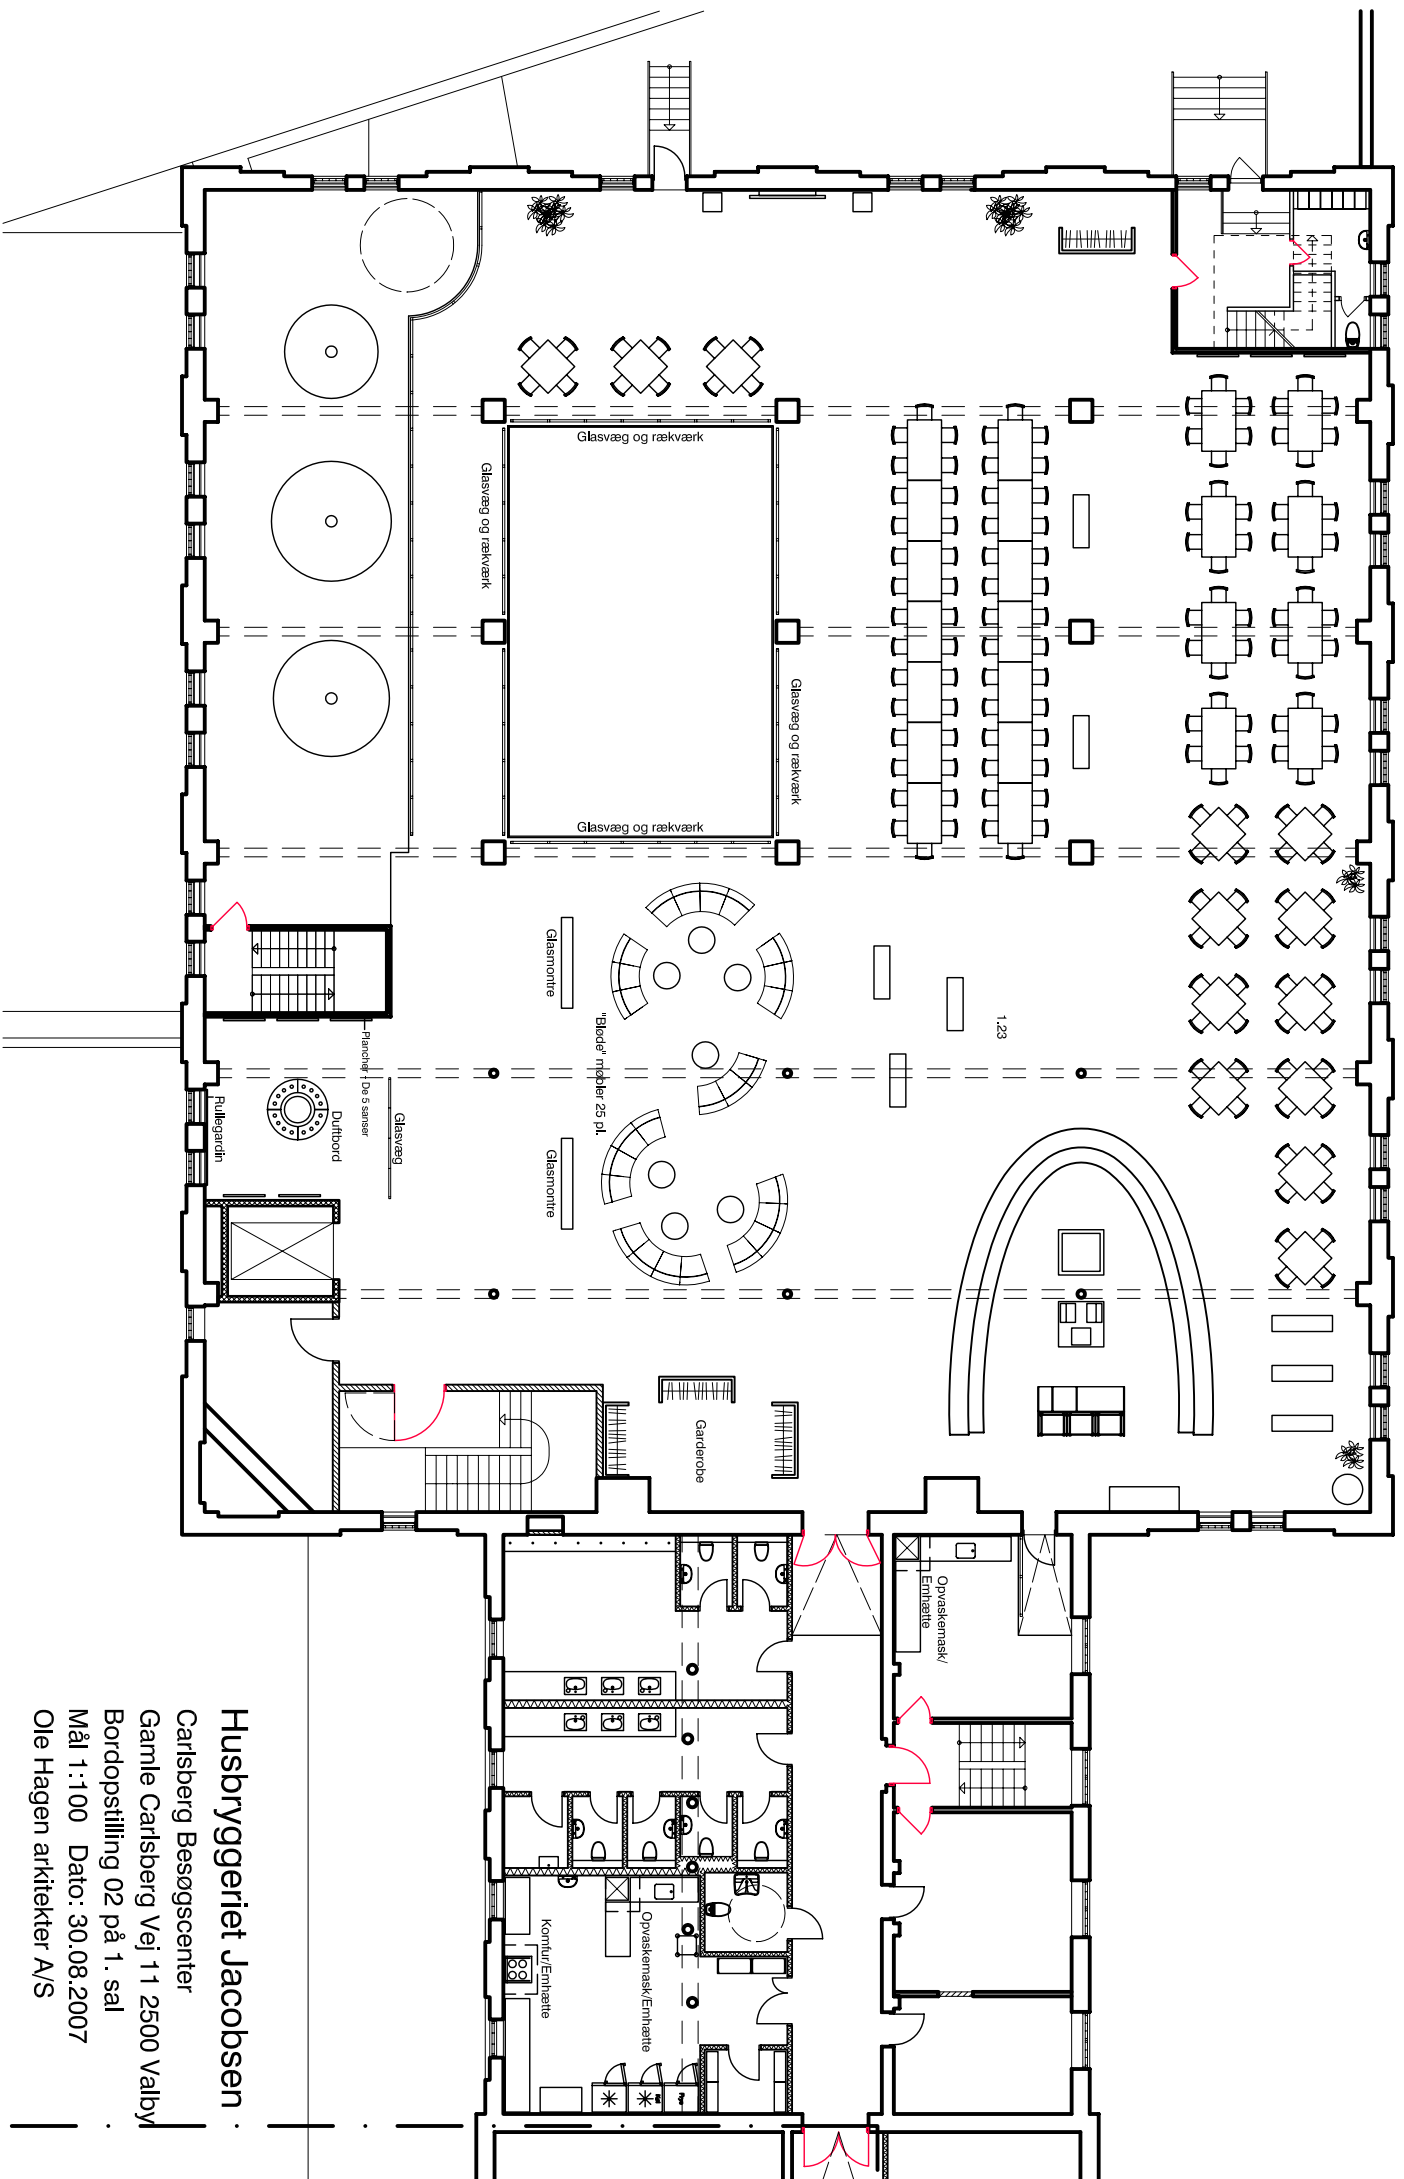 Glasvæg og rækværk
Glasvæg og rækværk
Glasvæg og rækværk
Glasvæg og rækværk
Glasmontre
"Bløde" møbler 25 pl.
1.23
Plancher : De 5 sanser
Glasvæg
Duftbord
Rullegardin
Glasmontre
Garderobe
Opvaskemask/
Emhætte
Opvaskemask/Emhætte
Komfur/Emhætte
Husbryggeriet Jacobsen
Carlsberg Besøgscenter
Gamle Carlsberg Vej 11 2500 Valby
Bordopstilling 02 på 1. sal
Mål 1:100 Dato: 30.08.2007
Ole Hagen arkitekter A/S